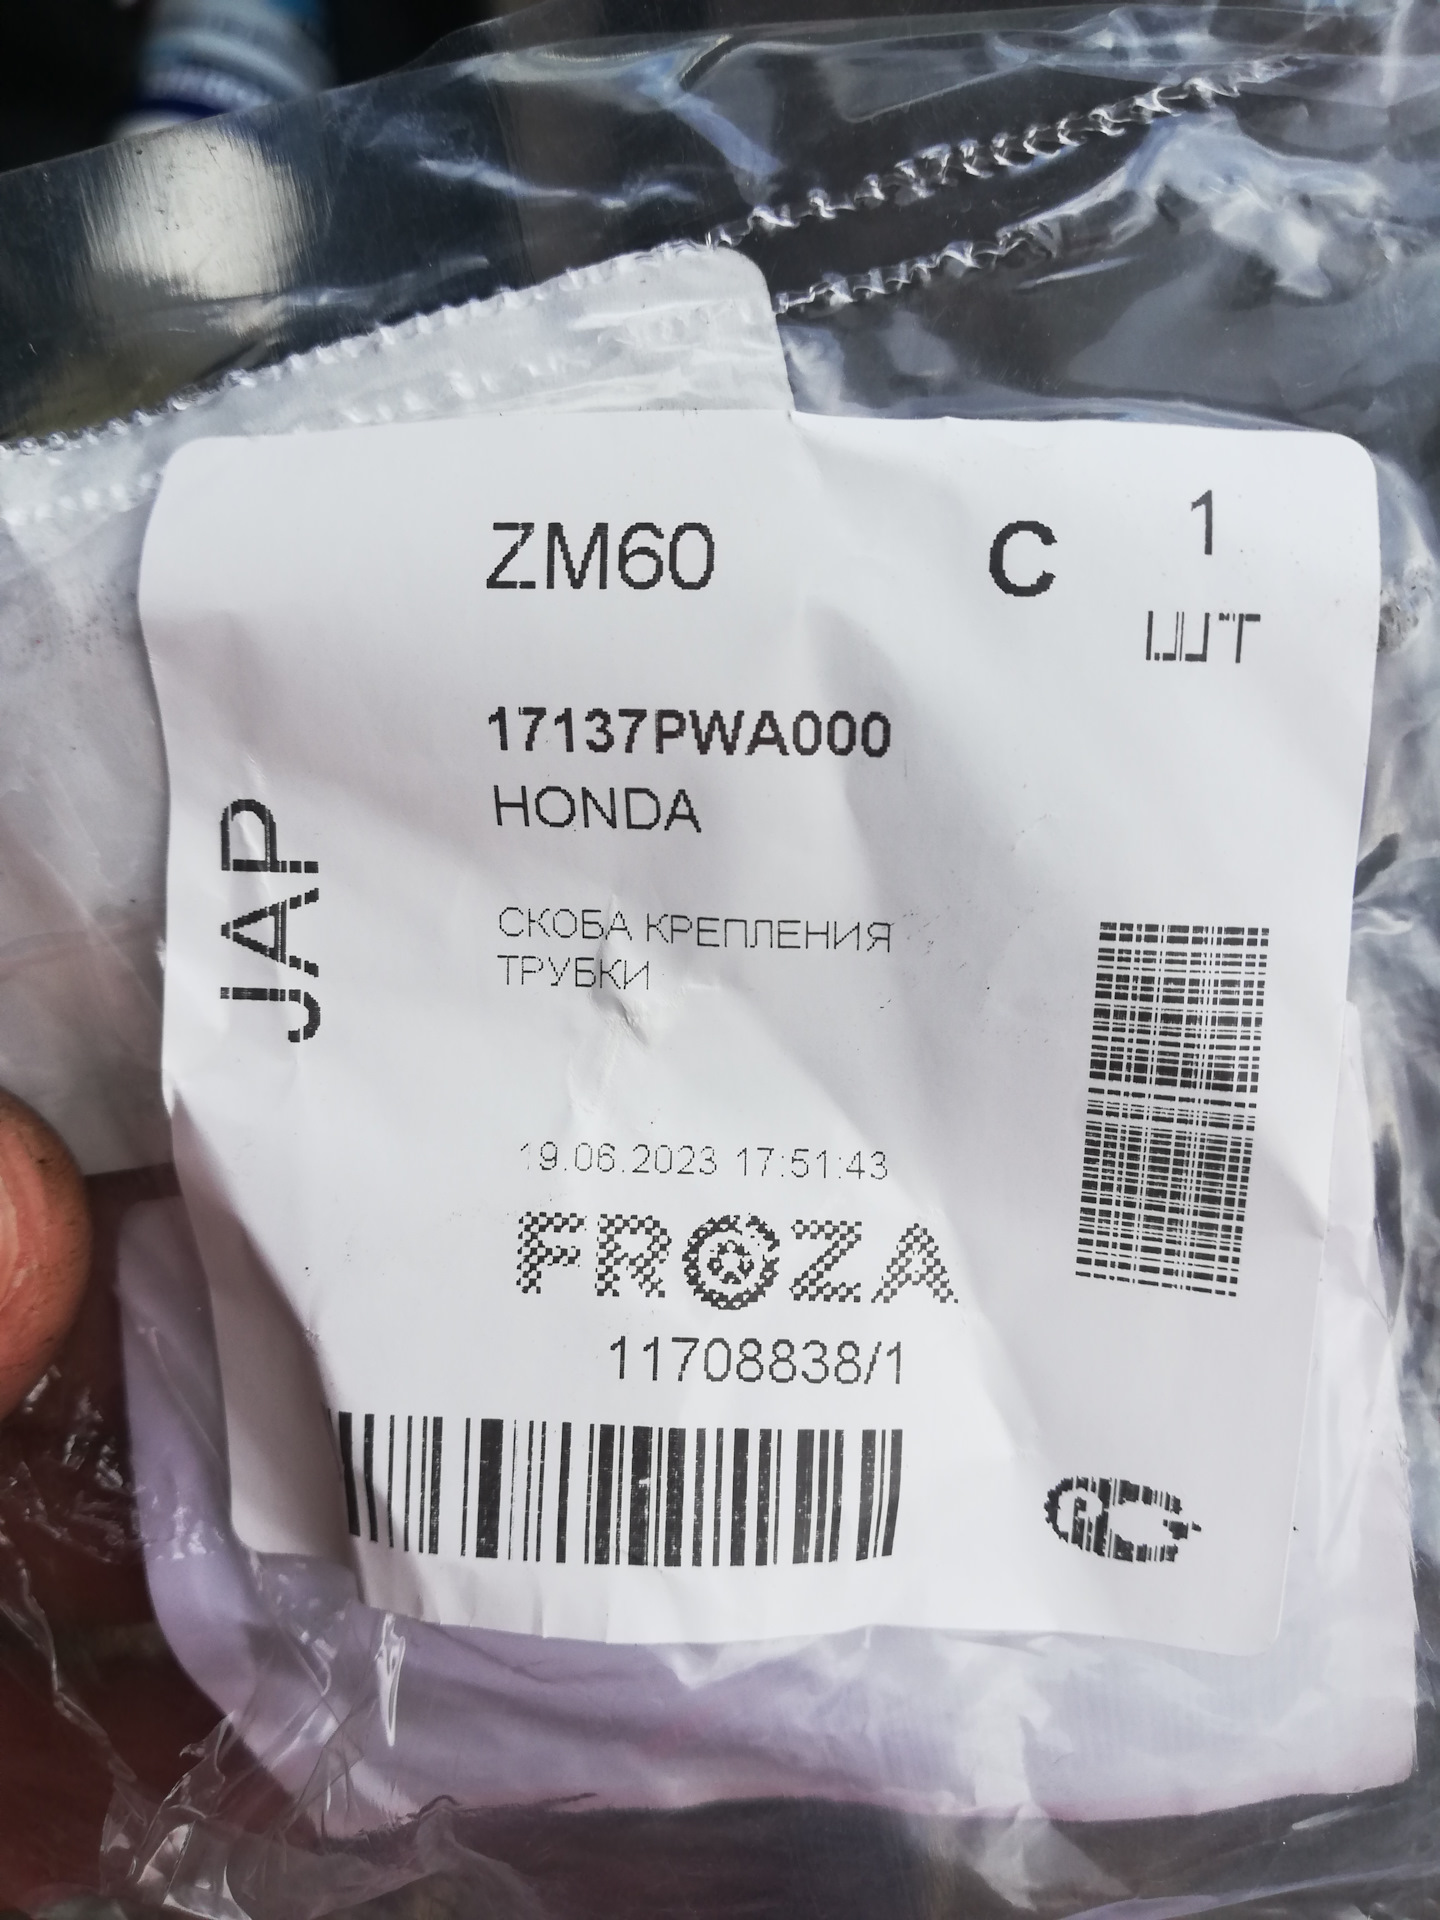 ZM60 C 1
шт
17137PWA000
HONDA
JAP
СКОБА КРЕПЛЕНИЯ
ТРУБКИ
19.06.2023 17:51:43
FROZA
11708838/1